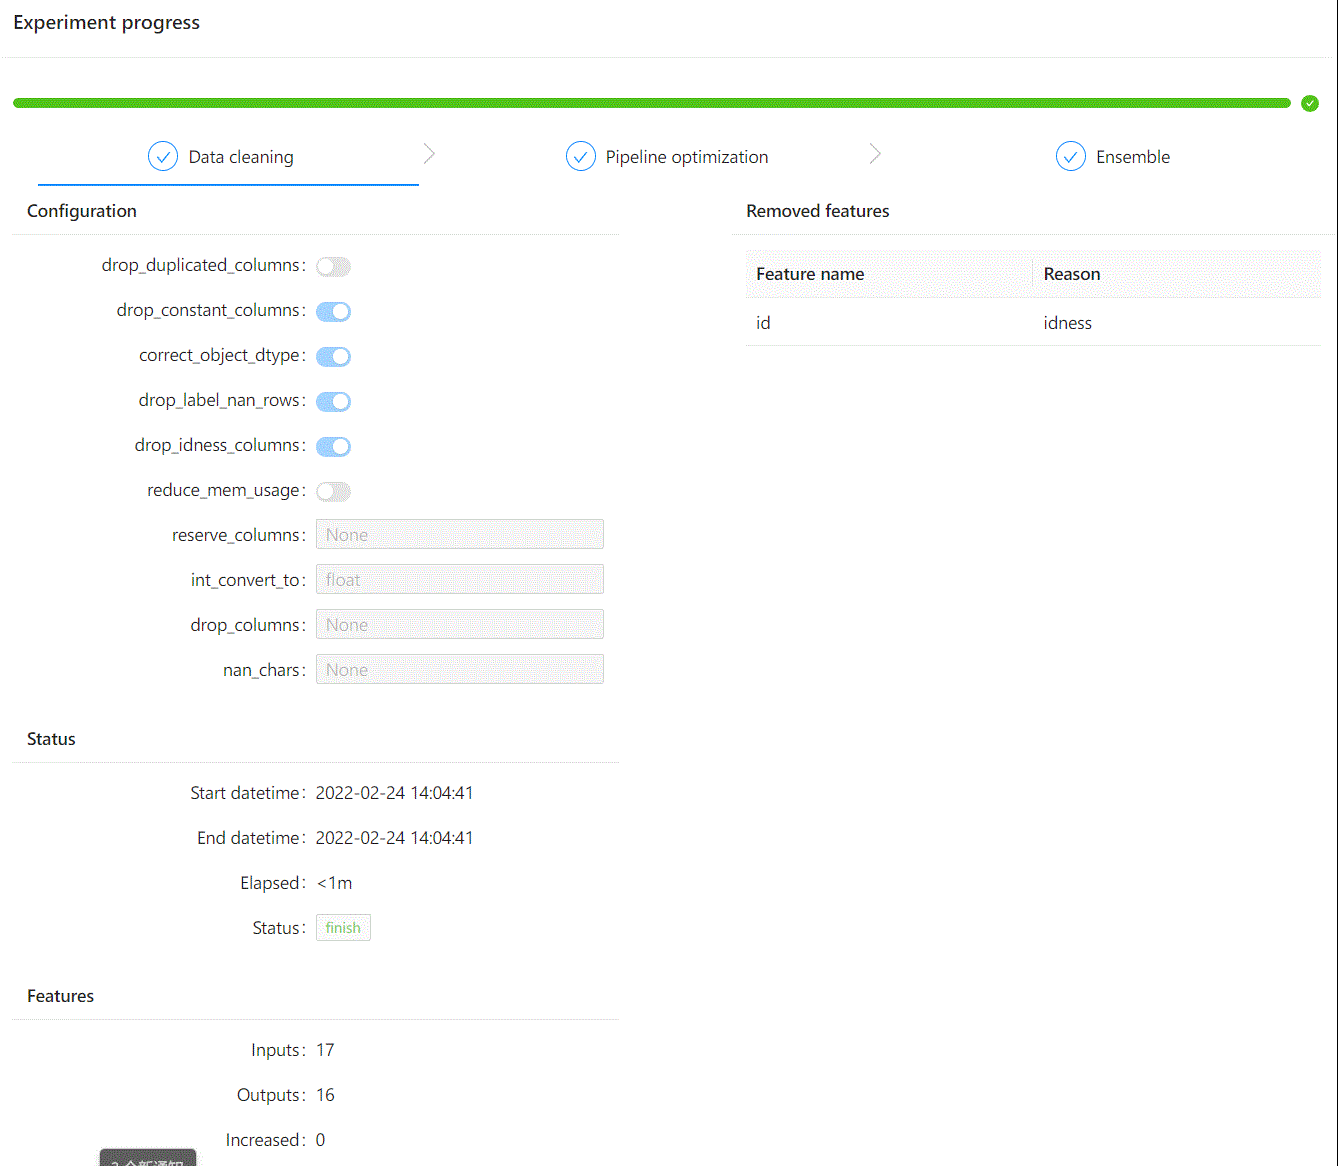 Experiment progress
Data cleaning
Pipeline optimization
Ensemble
Configuration
drop_duplicated_columns:
drop_constant_columns:
correct_object_dtype:
drop_label_nan_rows:
drop_idness_columns:
reduce_mem_usage:
reserve_columns: None
int_convert_to: float
drop_columns: None
nan_chars: None
Status
Start datetime: 2022-02-24 14:04:41
End datetime: 2022-02-24 14:04:41
Elapsed: <1m
Status: finish
Features
Inputs: 17
Outputs: 16
Increased: 0
Removed features
Feature name Reason
id idness